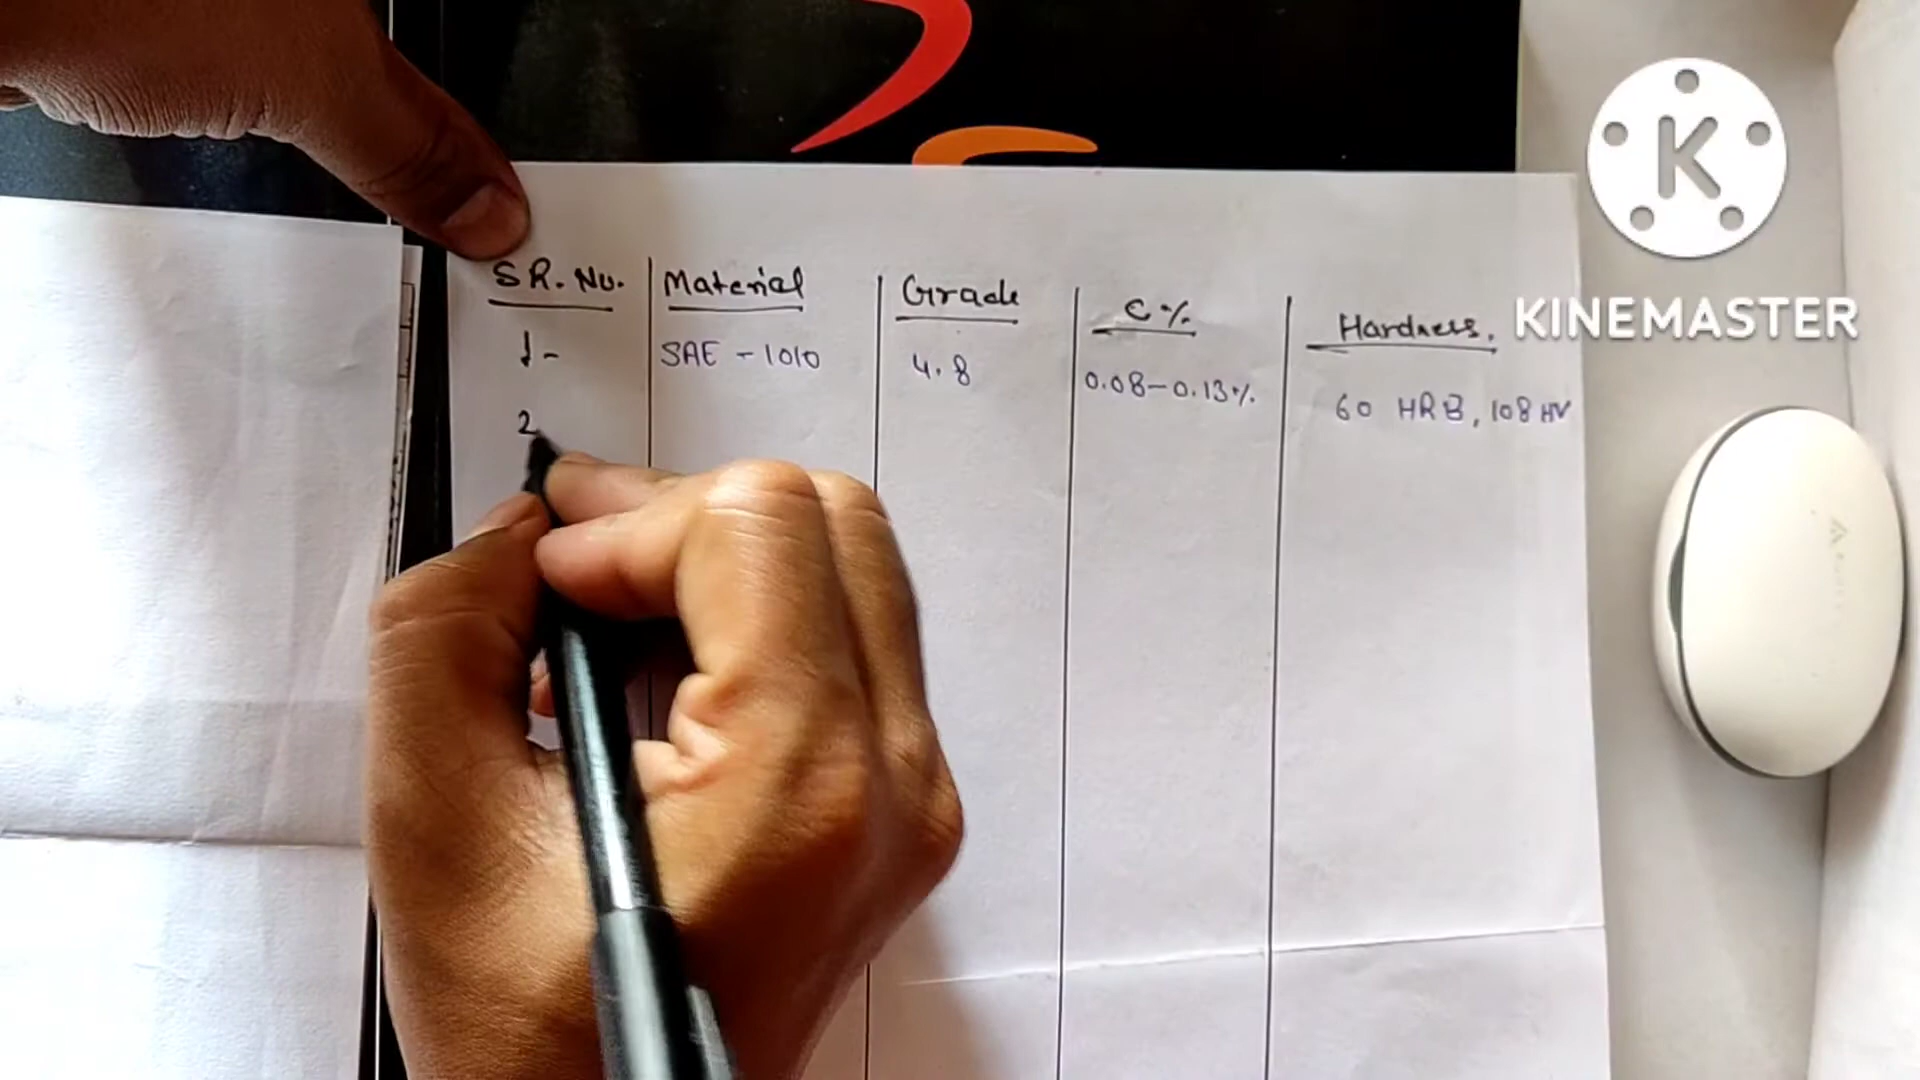 SR. No. Material Grade C% Hardness.
1- SAE - 1010 4.8 0.08-0.13% 60 HRB, 108 HV
2
K
KINEMASTER